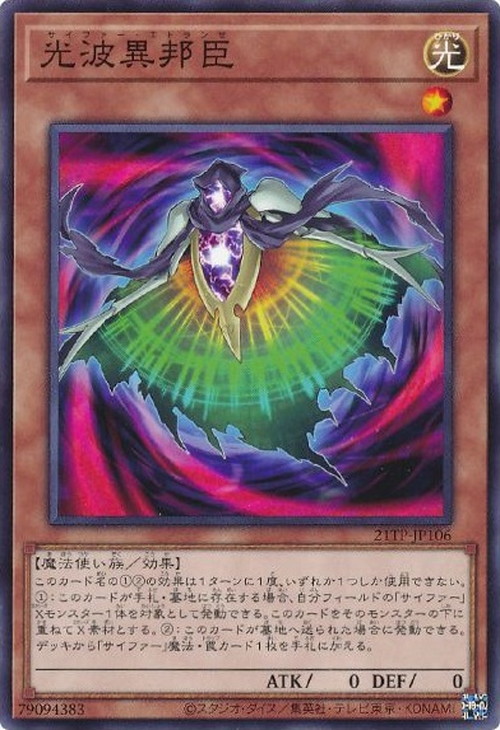 サイファー・エトランゼ
光波異邦臣
ひかり
光
21TP-JP106
【魔法使い族／効果】
このカード名の①②の効果は1ターンに1度、いずれか1つしか使用できない。
①：このカードが手札・墓地に存在する場合、自分フィールドの「サイファー」
Xモンスター1体を対象として発動できる。このカードをそのモンスターの下に
重ねてX素材とする。②：このカードが墓地へ送られた場合に発動できる。
デッキから「サイファー」魔法・罠カード1枚を手札に加える。
ATK/ 0 DEF/ 0
79094383
©スタジオ・ダイス／集英社・テレビ東京・KONAMI